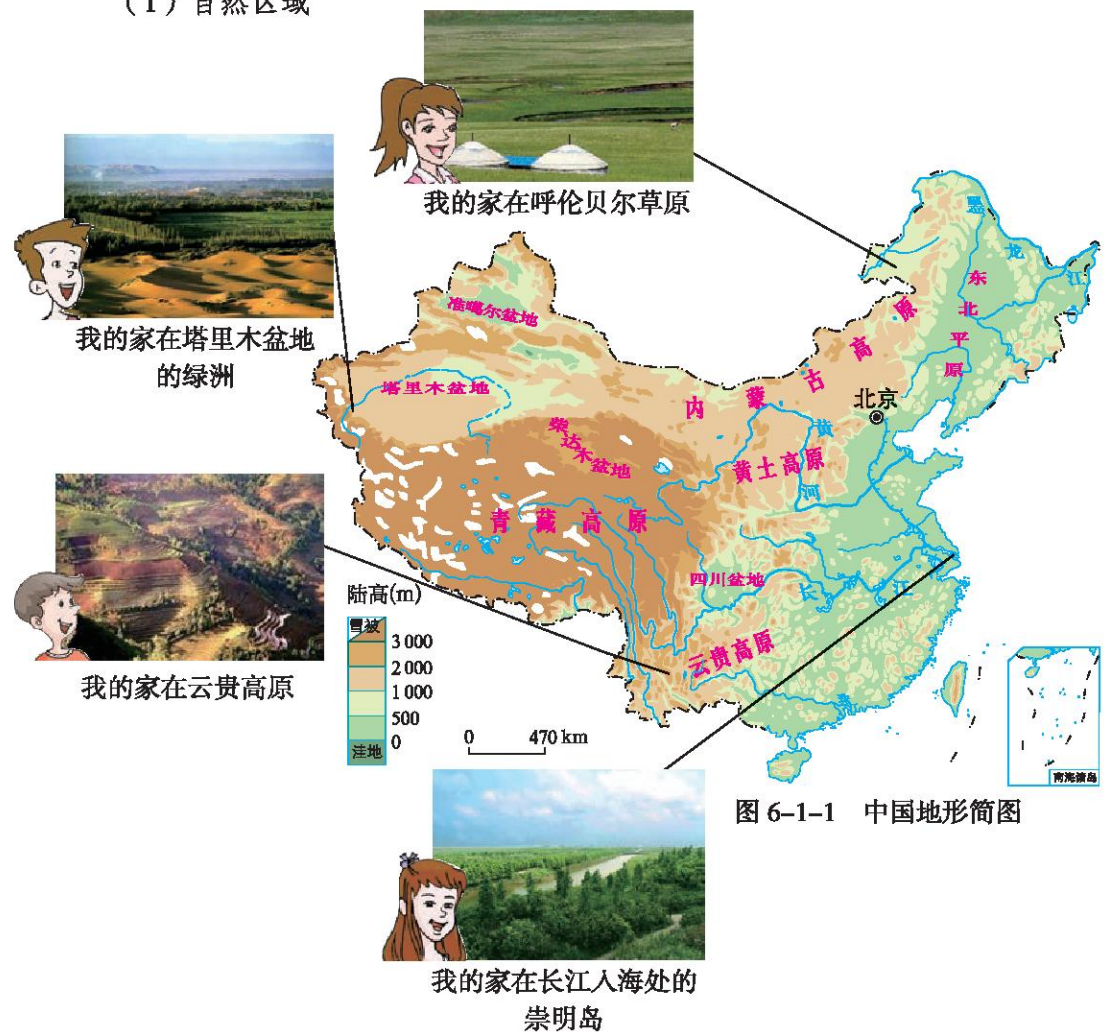 （1）自然区域
我的家在呼伦贝尔草原
我的家在塔里木盆地
的绿洲
我的家在云贵高原
我的家在长江入海处的
崇明岛
黑龙江
东北平原
准噶尔盆地
塔里木盆地
内蒙古高原
北京
柴达木盆地
黄河
黄土高原
青藏高原
四川盆地
长江
云贵高原
陆高(m)
雪被
3 000
2 000
1 000
500
0
洼地
0 470 km
南海诸岛
图 6-1-1 中国地形简图